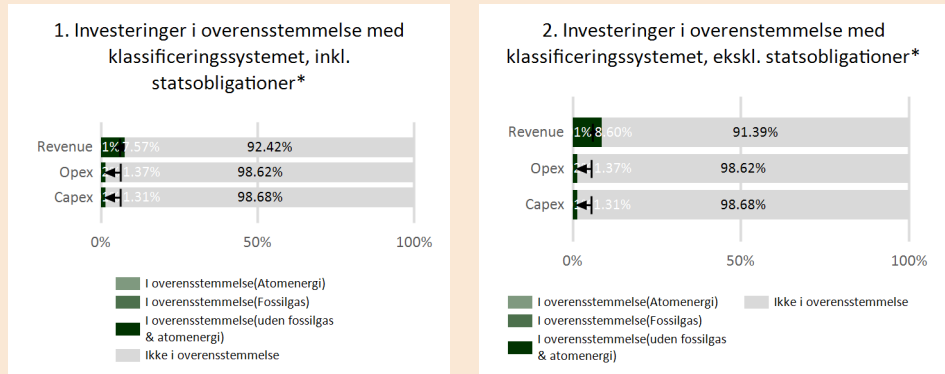 1. Investeringer i overensstemmelse med
klassificeringssystemet, inkl.
statsobligationer*
Revenue 1% 7.57% 92.42%
Opex 1.37% 98.62%
Capex 1.31% 98.68%
0% 50% 100%
I overensstemmelse(Atomenergi)
I overensstemmelse(Fossilgas)
I overensstemmelse(uden fossilgas
& atomenergi)
Ikke i overensstemmelse
2. Investeringer i overenstemmelse med
klassificeringssystemet, ekskl. statsobligationer*
Revenue 1% 8.60% 91.39%
Opex 1.37% 98.62%
Capex 1.31% 98.68%
0% 50% 100%
I overensstemmelse(Atomenergi)
Ikke i overensstemmelse
I overensstemmelse(Fossilgas)
I overensstemmelse(uden fossilgas
& atomenergi)